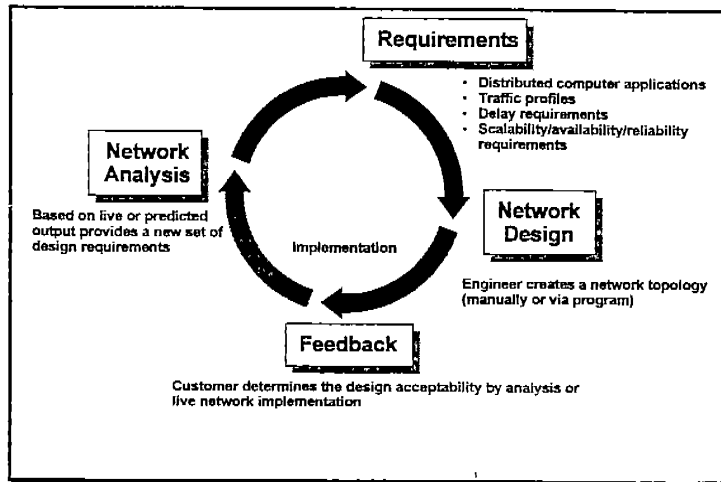 Requirements
• Distributed computer applications
• Traffic profiles
• Delay requirements
• Scalability/availability/reliability
requirements
Network
Design
Engineer creates a network topology
(manually or via program)
Implementation
Feedback
Customer determines the design acceptability by analysis or
live network implementation
Network
Analysis
Based on live or predicted
output provides a new set of
design requirements